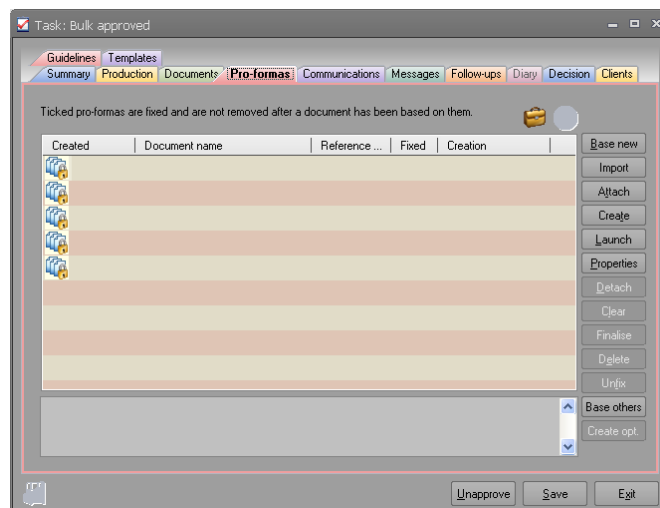 Task: Bulk approved
Guidelines Templates
Summary Production Documents Pro-formas Communications Messages Follow-ups Diary Decision Clients
Ticked pro-formas are fixed and are not removed after a document has been based on them.
Created Document name Reference ... Fixed Creation
Base new
Import
Attach
Create
Launch
Properties
Detach
Clear
Finalise
Delete
Unfix
Base others
Create opt.
Unapprove Save Exit